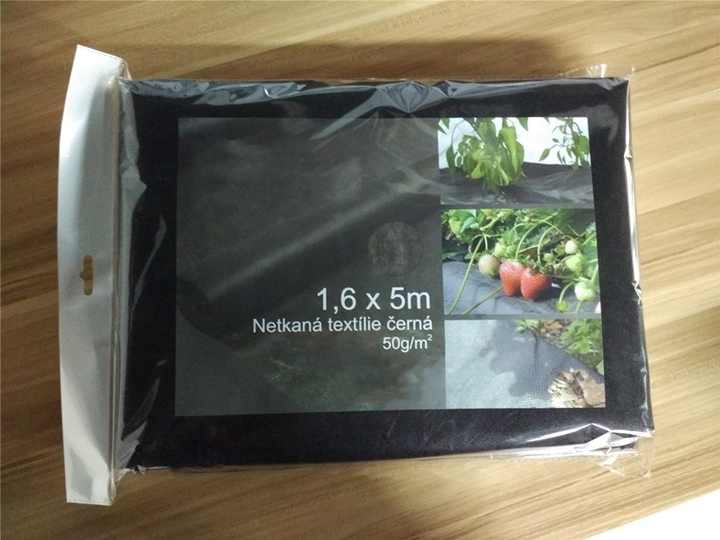 1,6 x 5m
Netkaná textílie černá
50g/m²